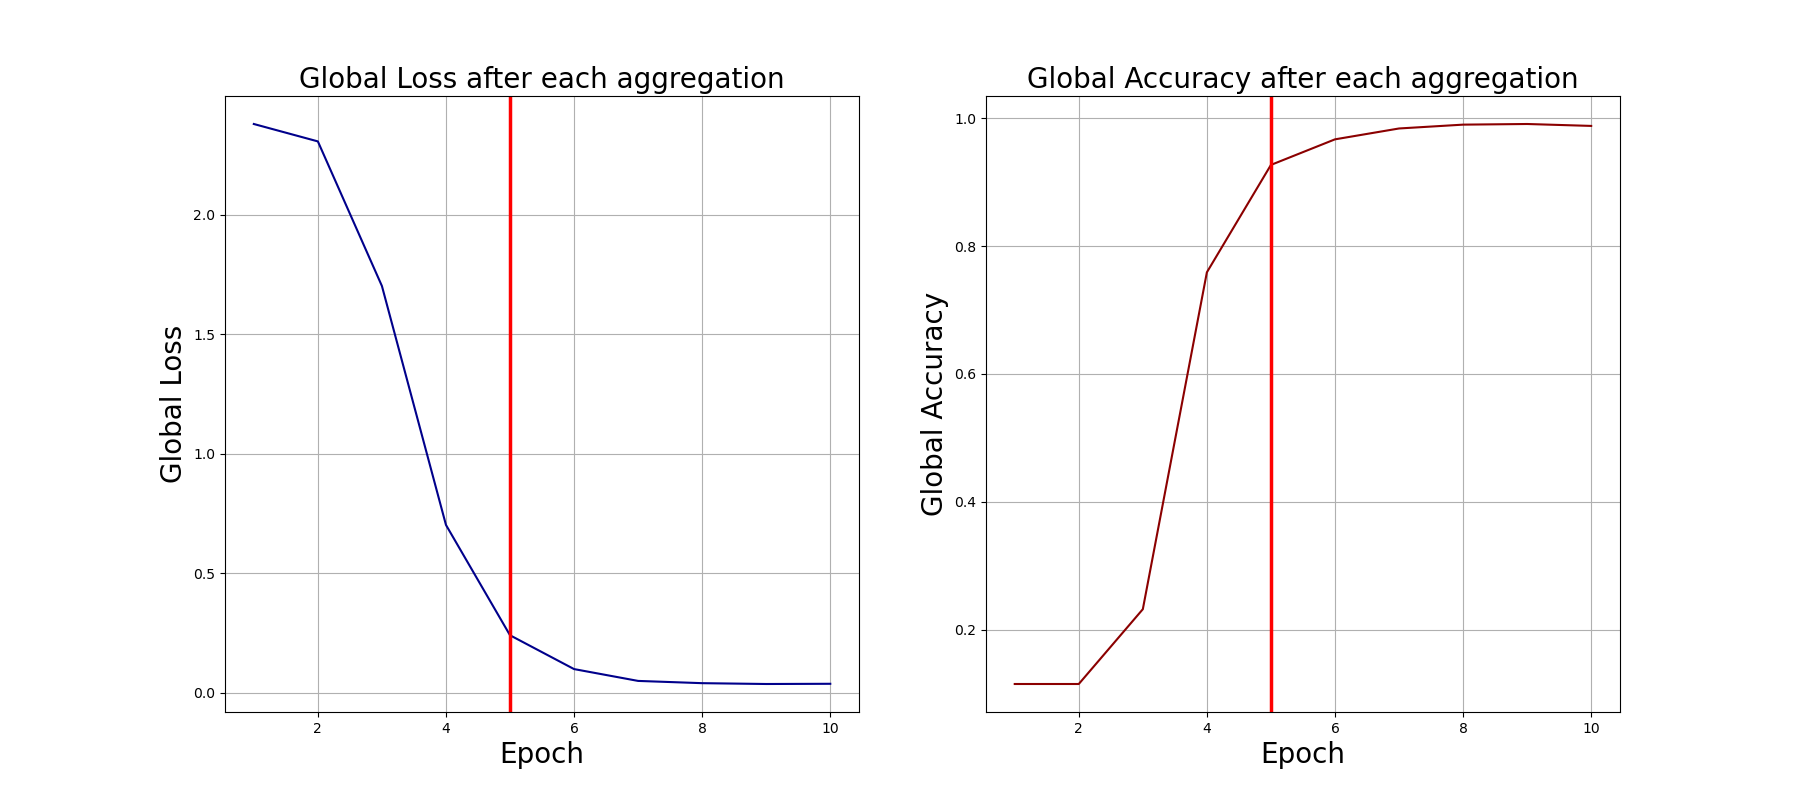 Global Loss after each aggregation
Global Loss
2.0
1.5
1.0
0.5
0.0
2 4 6 8 10
Epoch
Global Accuracy after each aggregation
Global Accuracy
1.0
0.8
0.6
0.4
0.2
2 4 6 8 10
Epoch